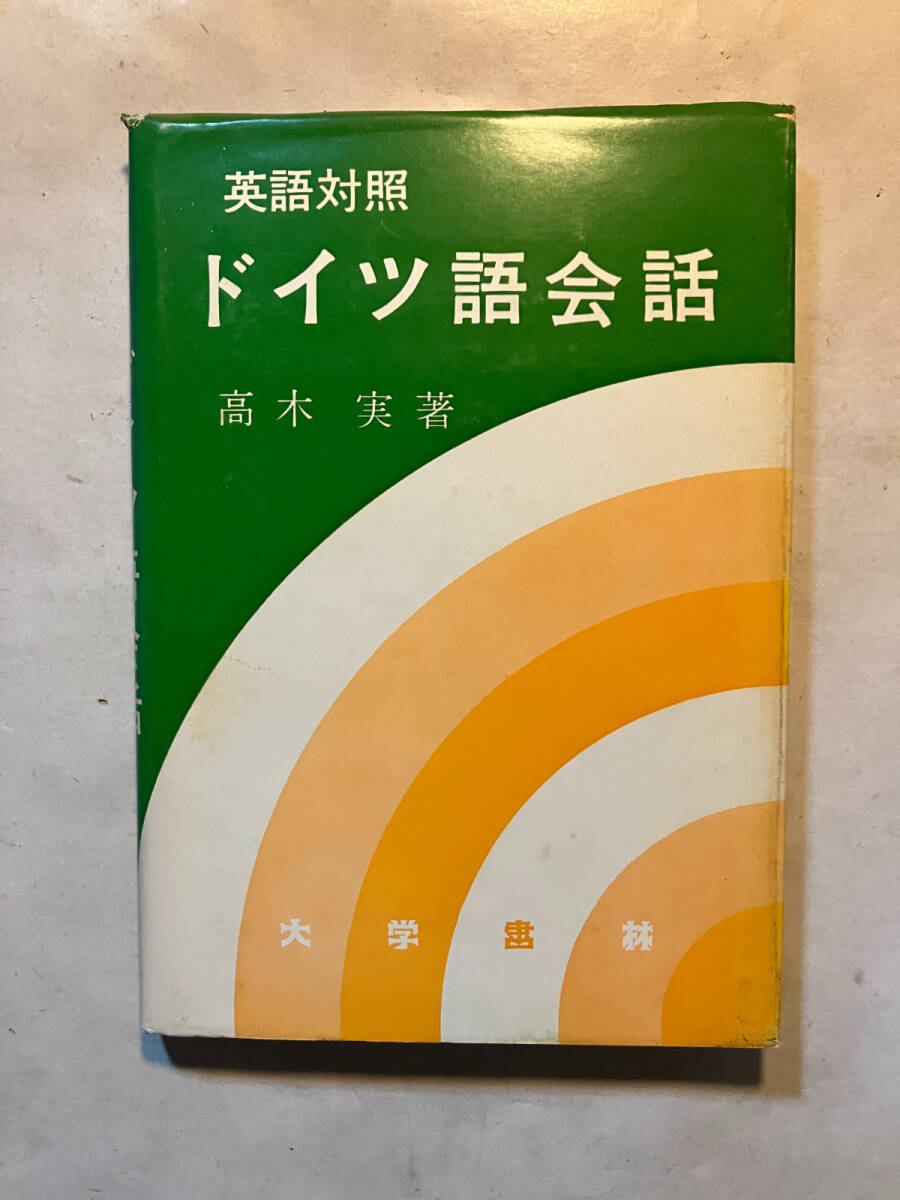 英語対照
ドイツ語会話
高木 実著
大学書林